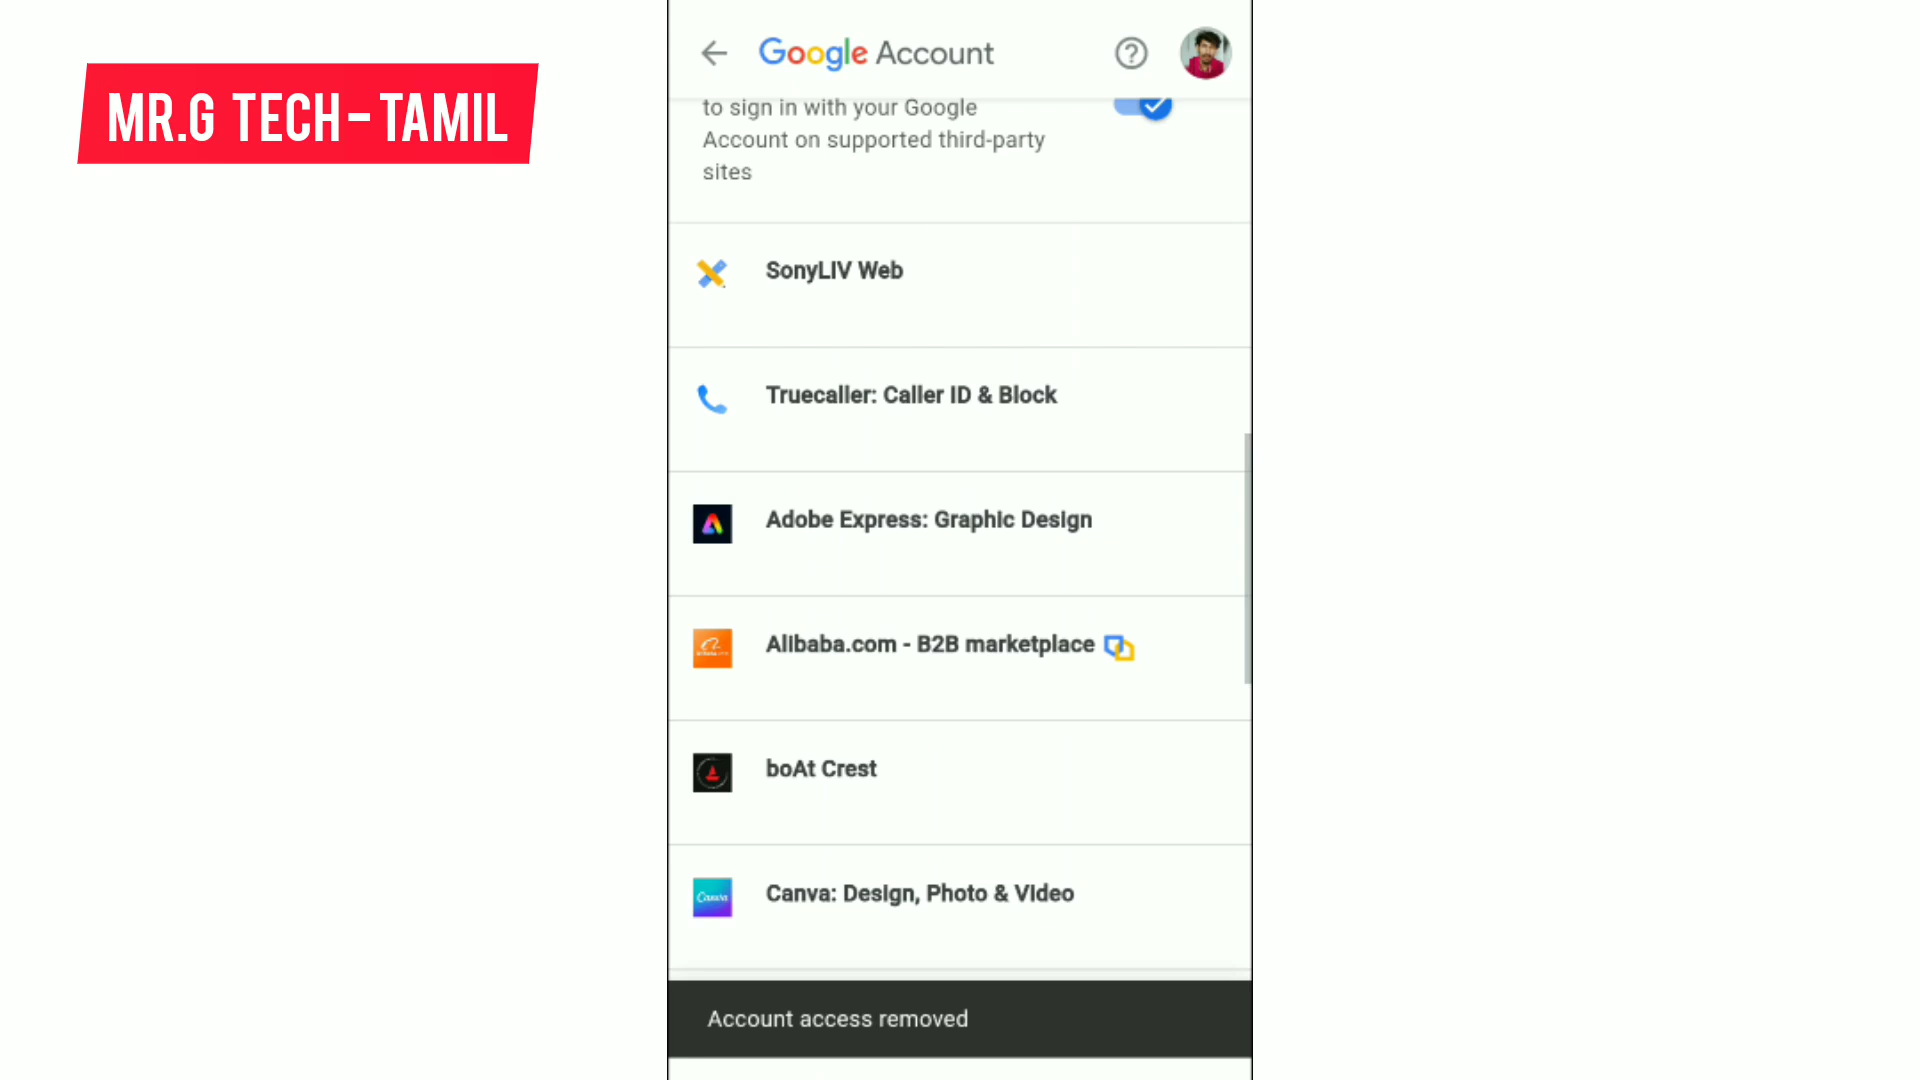 MR.G TECH-TAMIL
Google Account
to sign in with your Google
Account on supported third-party
sites
SonyLIV Web
Truecaller: Caller ID & Block
Adobe Express: Graphic Design
Alibaba.com - B2B marketplace
boAt Crest
Canva
Canva: Design, Photo & Video
Account access removed